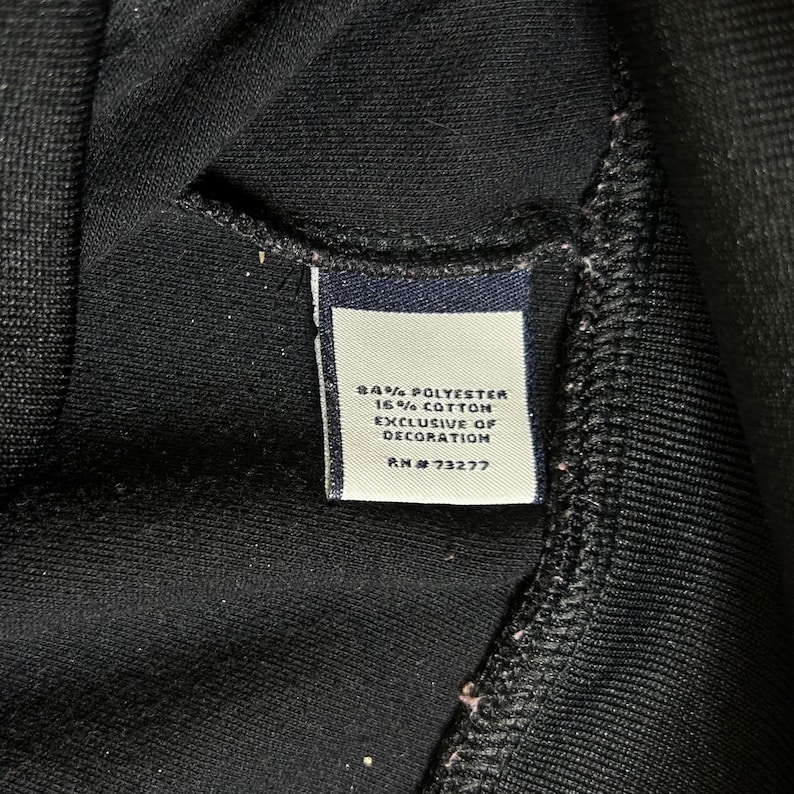 84% POLYESTER
16% COTTON
EXCLUSIVE OF
DECORATION
RN # 73277